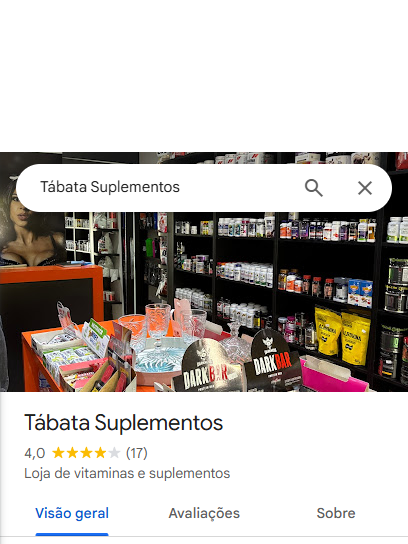 Tábata Suplementos
DARKBAR
DARKBAR
Tábata Suplementos
4,0 (17)
Loja de vitaminas e suplementos
Visão geral Avaliações Sobre